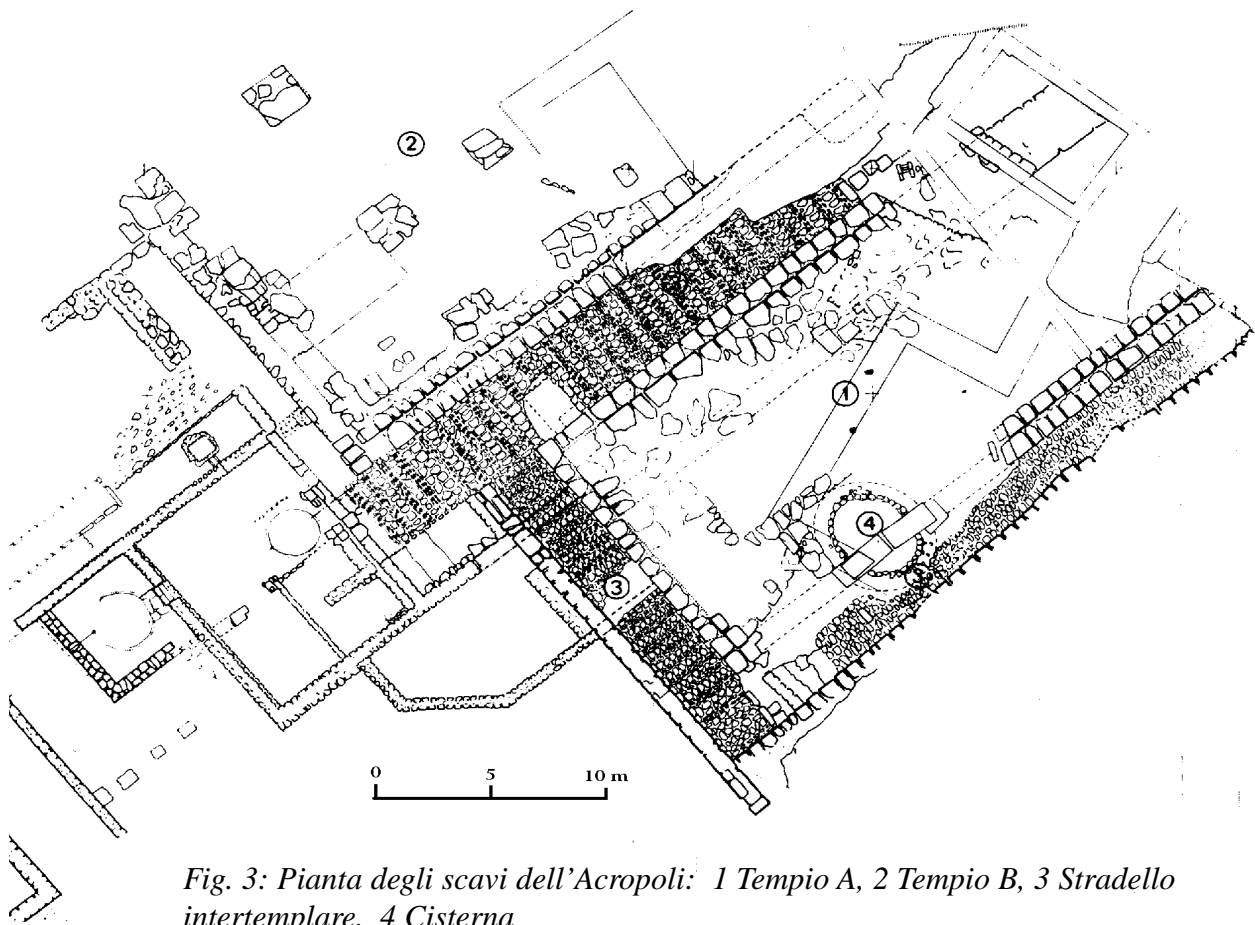 2
1
4
3
0 5 10 m
Fig. 3: Pianta degli scavi dell'Acropoli: 1 Tempio A, 2 Tempio B, 3 Stradello
intertemplare, 4 Cisterna